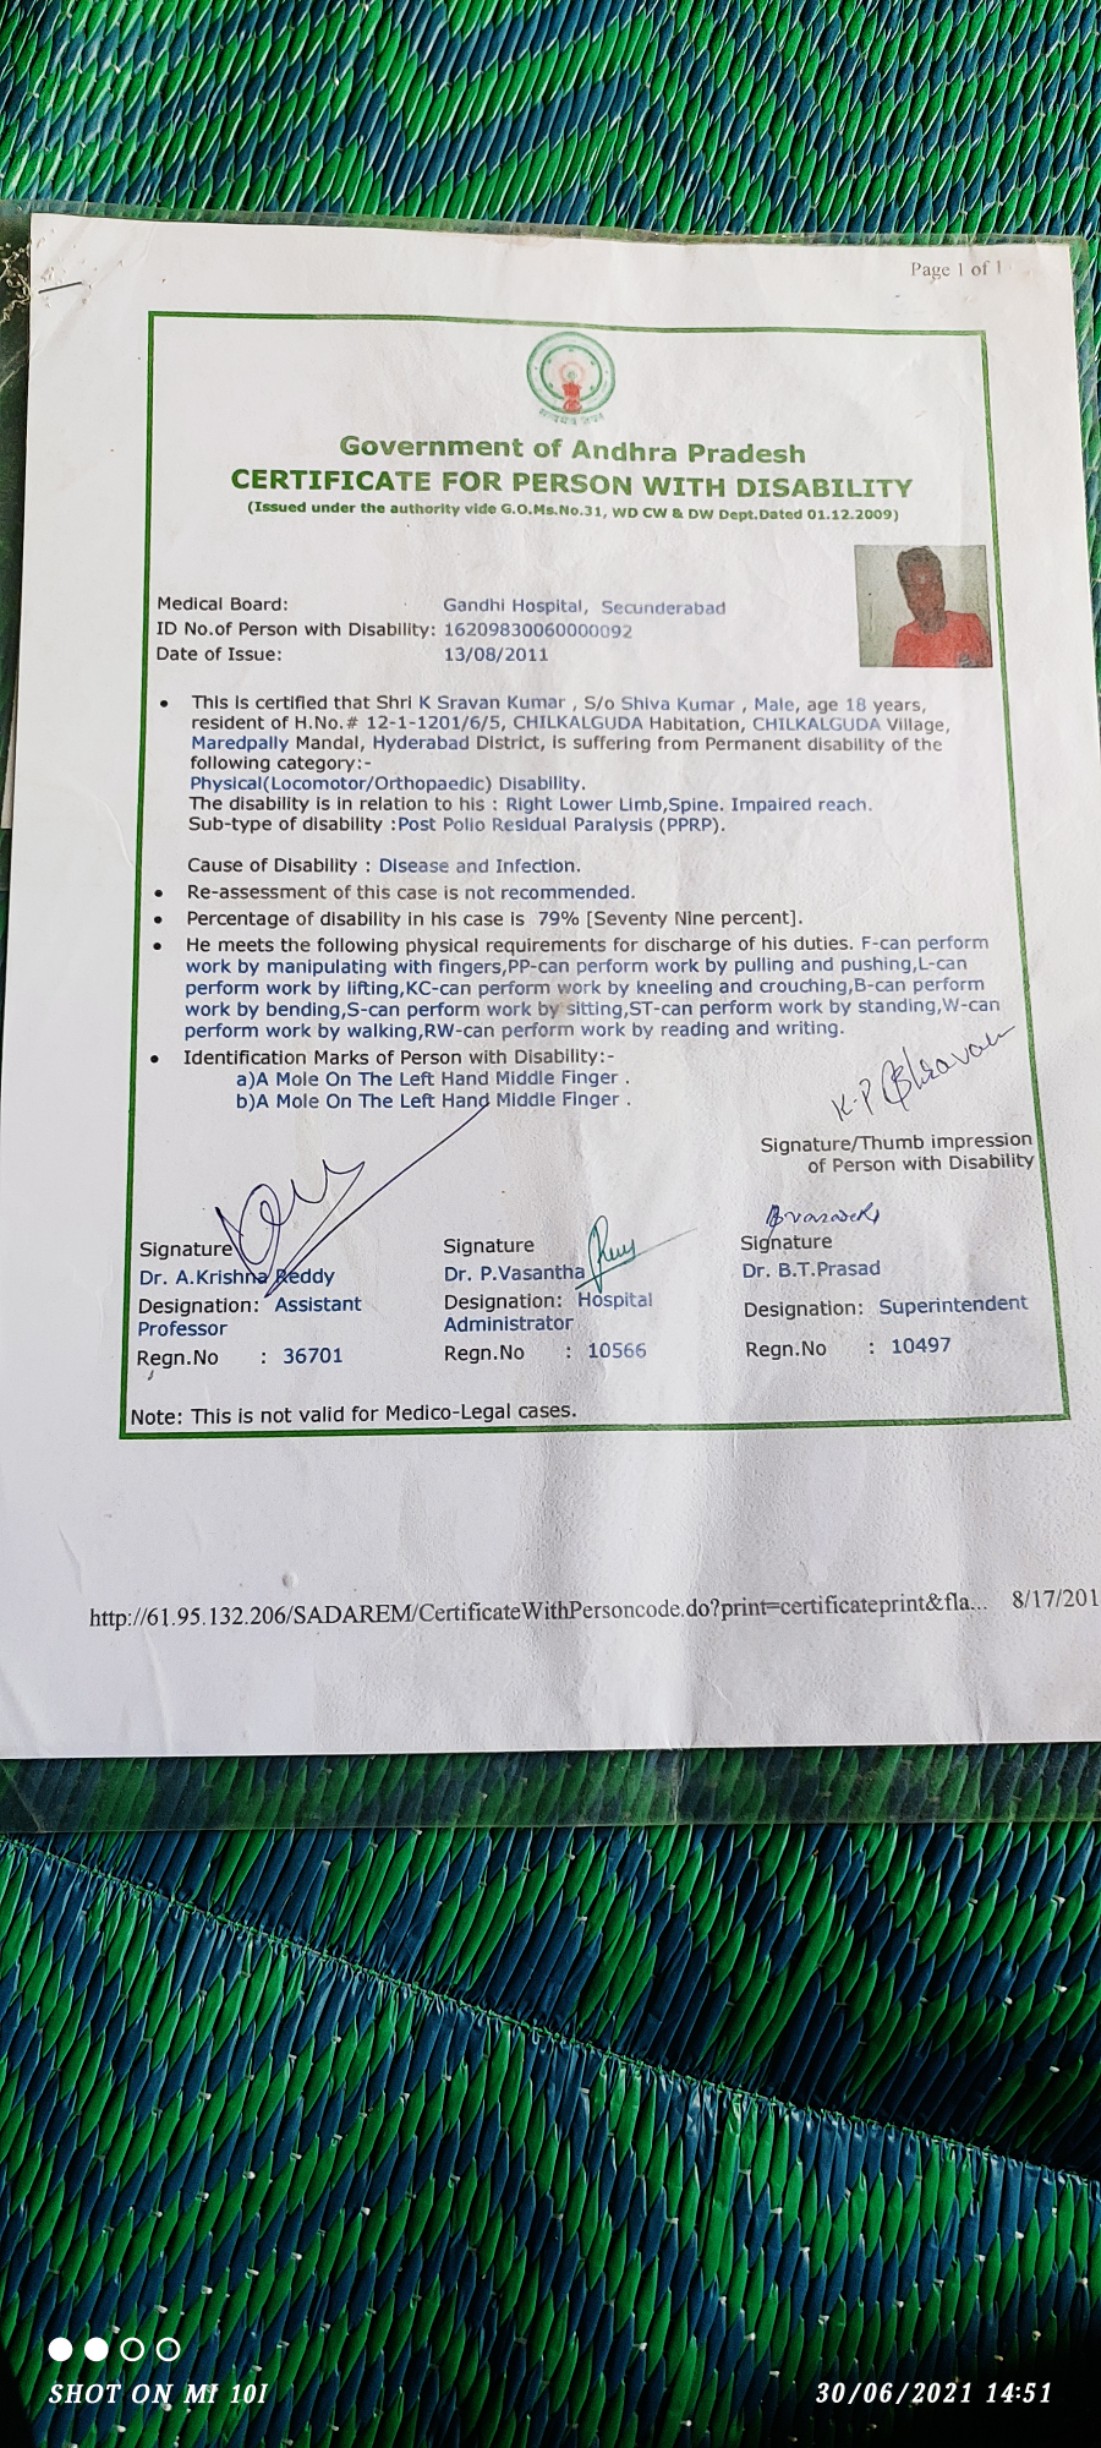 Page 1 of 1
Government of Andhra Pradesh
CERTIFICATE FOR PERSON WITH DISABILITY
(Issued under the authority vide G.O.Ms.No.31, WD CW & DW Dept.Dated 01.12.2009)
Medical Board: Gandhi Hospital, Secunderabad
ID No.of Person with Disability: 16209830060000092
Date of Issue: 13/08/2011
• This is certified that Shri K Sravan Kumar , S/o Shiva Kumar , Male, age 18 years,
resident of H.No.# 12-1-1201/6/5, CHILKALGUDA Habitation, CHILKALGUDA Village,
Maredpally Mandal, Hyderabad District, is suffering from Permanent disability of the
following category:-
Physical(Locomotor/Orthopaedic) Disability.
The disability is in relation to his : Right Lower Limb,Spine. Impaired reach.
Sub-type of disability :Post Polio Residual Paralysis (PPRP).
Cause of Disability : Disease and Infection.
• Re-assessment of this case is not recommended.
• Percentage of disability in his case is 79% [Seventy Nine percent].
• He meets the following physical requirements for discharge of his duties. F-can perform
work by manipulating with fingers,PP-can perform work by pulling and pushing,L-can
perform work by lifting,KC-can perform work by kneeling and crouching,B-can perform
work by bending,S-can perform work by sitting,ST-can perform work by standing,W-can
perform work by walking,RW-can perform work by reading and writing.
• Identification Marks of Person with Disability:-
a)A Mole On The Left Hand Middle Finger .
b)A Mole On The Left Hand Middle Finger .
Signature/Thumb impression
of Person with Disability
Signature Signature Signature
Dr. A.Krishna Reddy Dr. P.Vasantha Dr. B.T.Prasad
Designation: Assistant Designation: Hospital Designation: Superintendent
Professor Administrator
Regn.No : 36701 Regn.No : 10566 Regn.No : 10497
Note: This is not valid for Medico-Legal cases.
http://61.95.132.206/SADAREM/CertificateWithPersoncode.do?print=certificateprint&fla... 8/17/201
SHOT ON MI 10I
30/06/2021 14:51